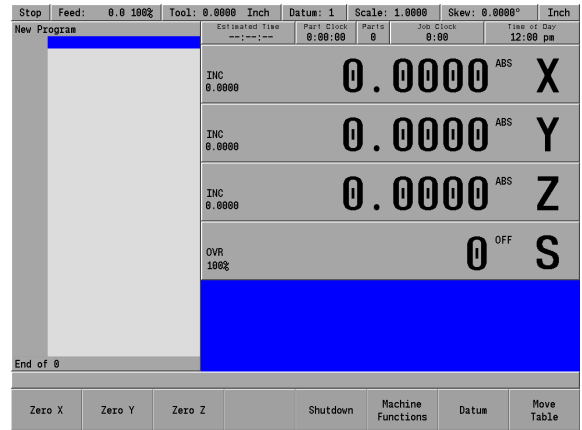 Stop Feed: 0.0 100% Tool: 0.0000 Inch Datum: 1 Scale: 1.0000 Skew: 0.0000° Inch
New Program
Estimated Time Part Clock Parts Job Clock Time of Day
--:--:-- 0:00:00 0 0:00 12:00 pm
INC
0.0000
0.0000 ABS X
INC
0.0000
0.0000 ABS Y
INC
0.0000
0.0000 ABS Z
OVR
100%
0 OFF S
End of 0
Zero X Zero Y Zero Z Shutdown Machine Functions Datum Move Table